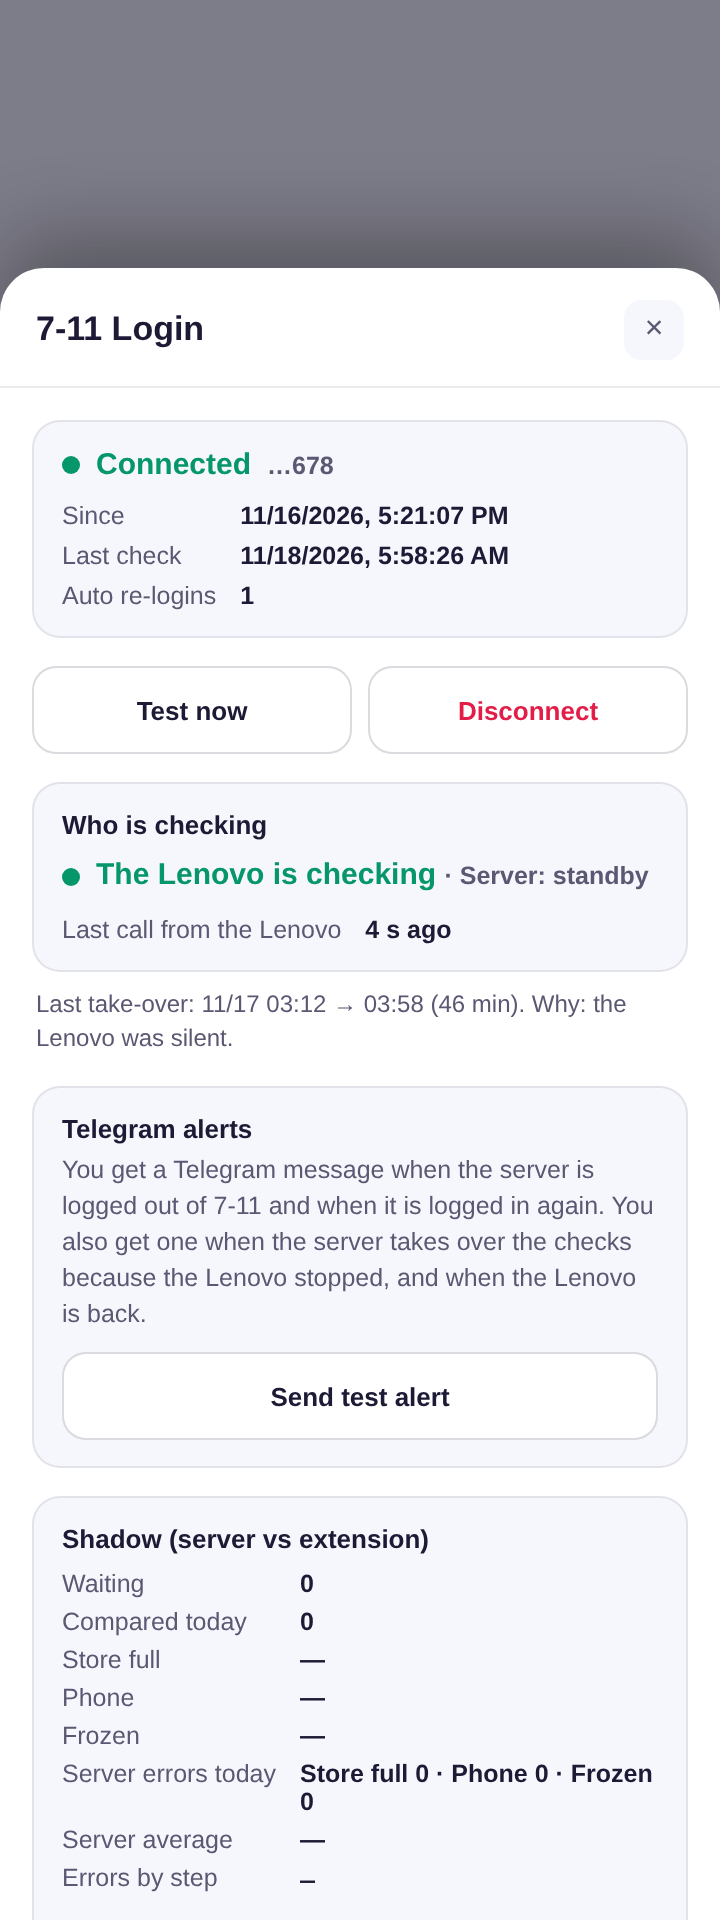 7-11 Login
✕
Connected …678
Since 11/16/2026, 5:21:07 PM
Last check 11/18/2026, 5:58:26 AM
Auto re-logins 1
Test now
Disconnect
Who is checking
The Lenovo is checking · Server: standby
Last call from the Lenovo 4 s ago
Last take-over: 11/17 03:12 → 03:58 (46 min). Why: the
Lenovo was silent.
Telegram alerts
You get a Telegram message when the server is
logged out of 7-11 and when it is logged in again. You
also get one when the server takes over the checks
because the Lenovo stopped, and when the Lenovo
is back.
Send test alert
Shadow (server vs extension)
Waiting 0
Compared today 0
Store full —
Phone —
Frozen —
Server errors today Store full 0 · Phone 0 · Frozen
0
Server average —
Errors by step –